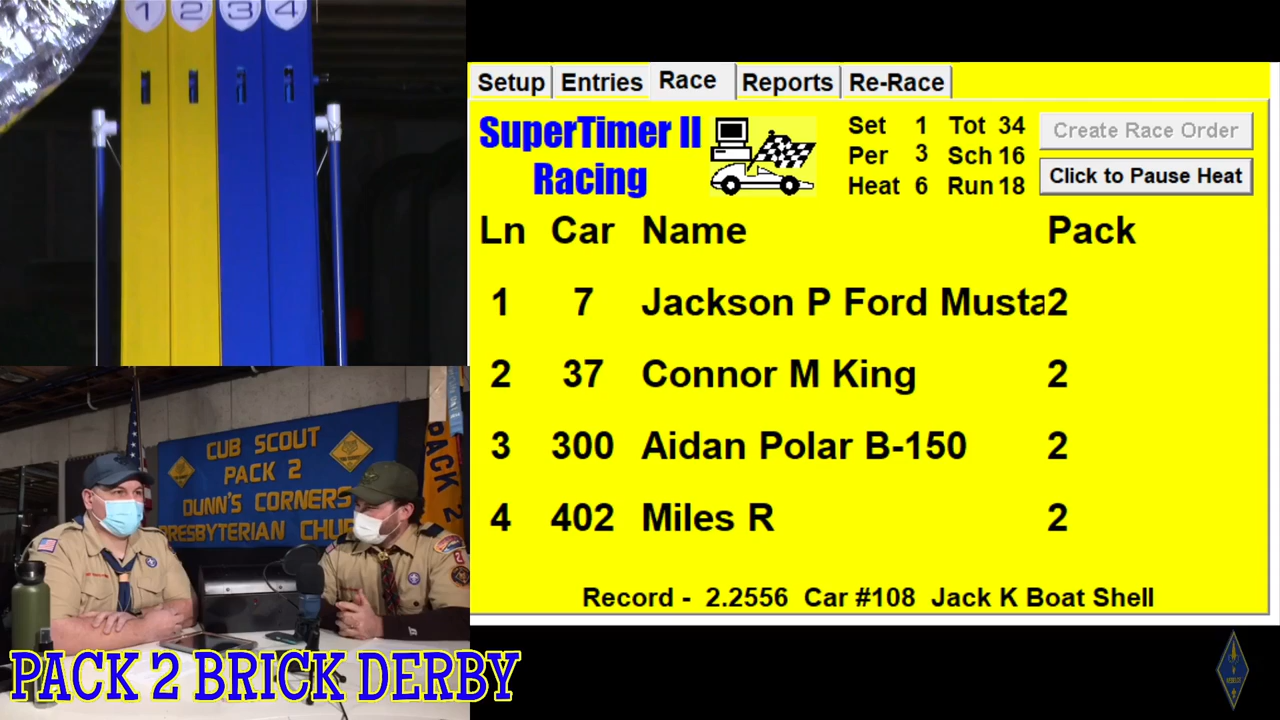 1 2 3 4
Setup Entries Race Reports Re-Race
SuperTimer II
Racing
Set 1 Tot 34
Per 3 Sch 16
Heat 6 Run 18
Create Race Order
Click to Pause Heat
Ln Car Name Pack
1 7 Jackson P Ford Musta 2
2 37 Connor M King 2
3 300 Aidan Polar B-150 2
4 402 Miles R 2
Record - 2.2556 Car #108 Jack K Boat Shell
CUB SCOUT
PACK 2
DUNN'S CORNERS
PRESBYTERIAN CHU
PACK 2
PACK 2 BRICK DERBY